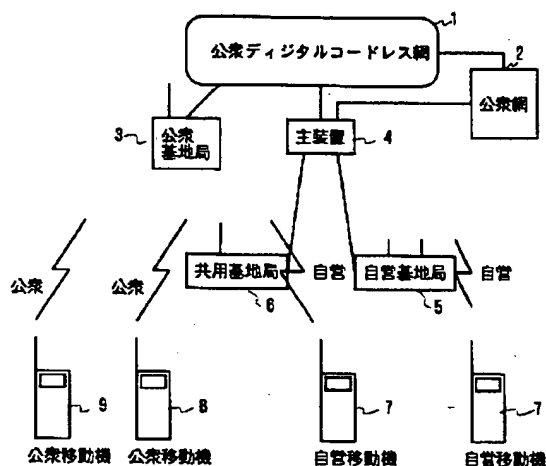 1
公衆ディジタルコードレス網
2
公衆網
3
公衆
基地局
主装置
4
公衆
公衆
共用基地局
6
自営
自営基地局
5
自営
9
8
7
7
公衆移動機
公衆移動機
自営移動機
自営移動機